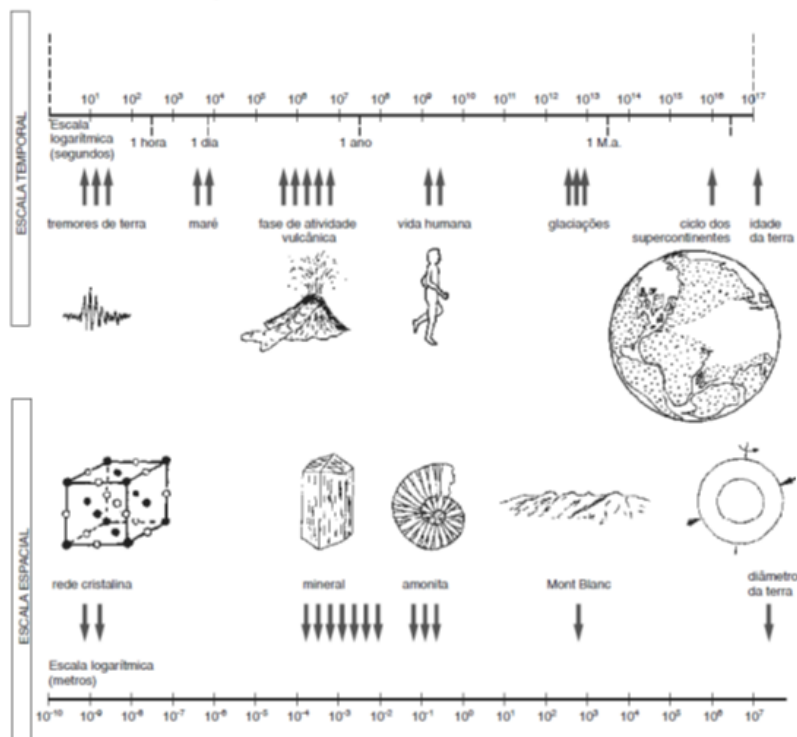 ESCALA TEMPORAL
10¹ 10² 10³ 10⁴ 10⁵ 10⁶ 10⁷ 10⁸ 10⁹ 10¹⁰ 10¹¹ 10¹² 10¹³ 10¹⁴ 10¹⁵ 10¹⁶ 10¹⁷
Escala
logarítmica
(segundos)
1 hora 1 dia 1 ano 1 M.a.
tremores de terra maré fase de atividade vida humana glaciações ciclo dos idade
vulcânica supercontinentes da terra
ESCALA ESPACIAL
rede cristalina mineral amonita Mont Blanc diâmetro
da terra
Escala logarítmica
(metros)
10⁻¹⁰ 10⁻⁹ 10⁻⁸ 10⁻⁷ 10⁻⁶ 10⁻⁵ 10⁻⁴ 10⁻³ 10⁻² 10⁻¹ 10⁰ 10¹ 10² 10³ 10⁴ 10⁵ 10⁶ 10⁷